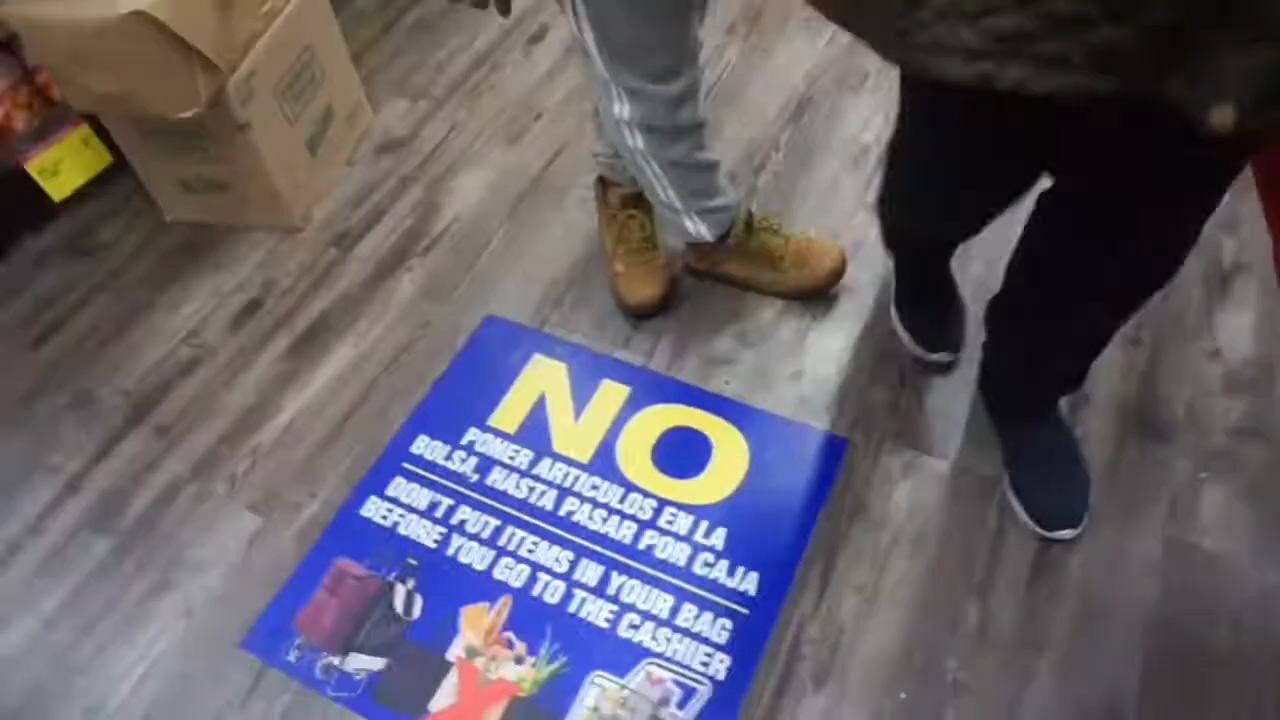 NO
PONER ARTICULOS EN LA
BOLSA, HASTA PASAR POR CAJA
DON'T PUT ITEMS IN YOUR BAG
BEFORE YOU GO TO THE CASHIER